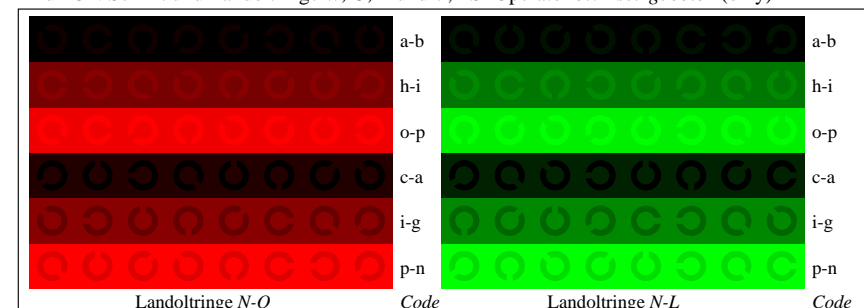 a-b a-b
h-i h-i
o-p o-p
c-a c-a
i-g i-g
p-n p-n
Landoltringe N-O Code Landoltringe N-L Code